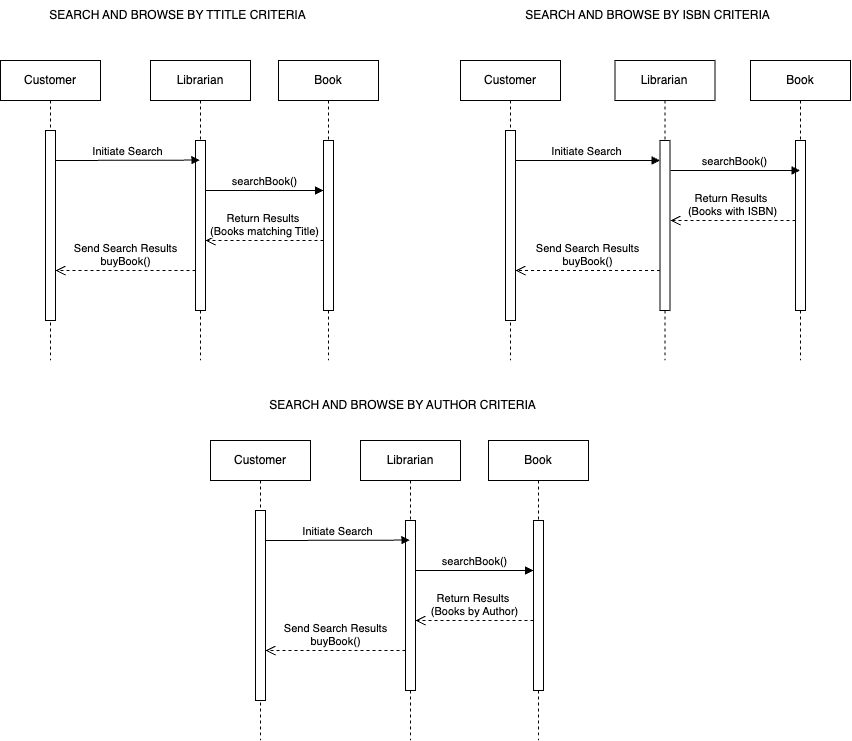 SEARCH AND BROWSE BY TTITLE CRITERIA
Customer
Librarian
Book
Initiate Search
searchBook()
Return Results
(Books matching Title)
Send Search Results
buyBook()
SEARCH AND BROWSE BY ISBN CRITERIA
Customer
Librarian
Book
Initiate Search
searchBook()
Return Results
(Books with ISBN)
Send Search Results
buyBook()
SEARCH AND BROWSE BY AUTHOR CRITERIA
Customer
Librarian
Book
Initiate Search
searchBook()
Return Results
(Books by Author)
Send Search Results
buyBook()